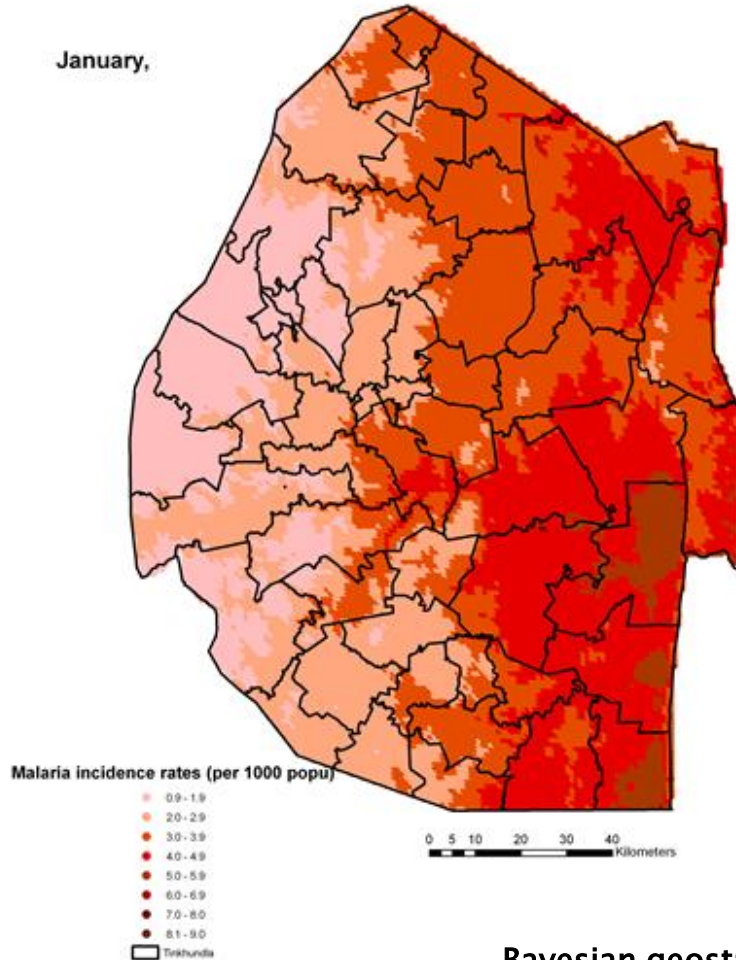 January,
Malaria incidence rates (per 1000 popu)
0.9 - 1.9
2.0 - 2.9
3.0 - 3.9
4.0 - 4.9
5.0 - 5.9
6.0 - 6.9
7.0 - 8.0
8.1 - 9.0
Tinkhundla
0 5 10 20 30 40
Kilometers
Bayesian geost